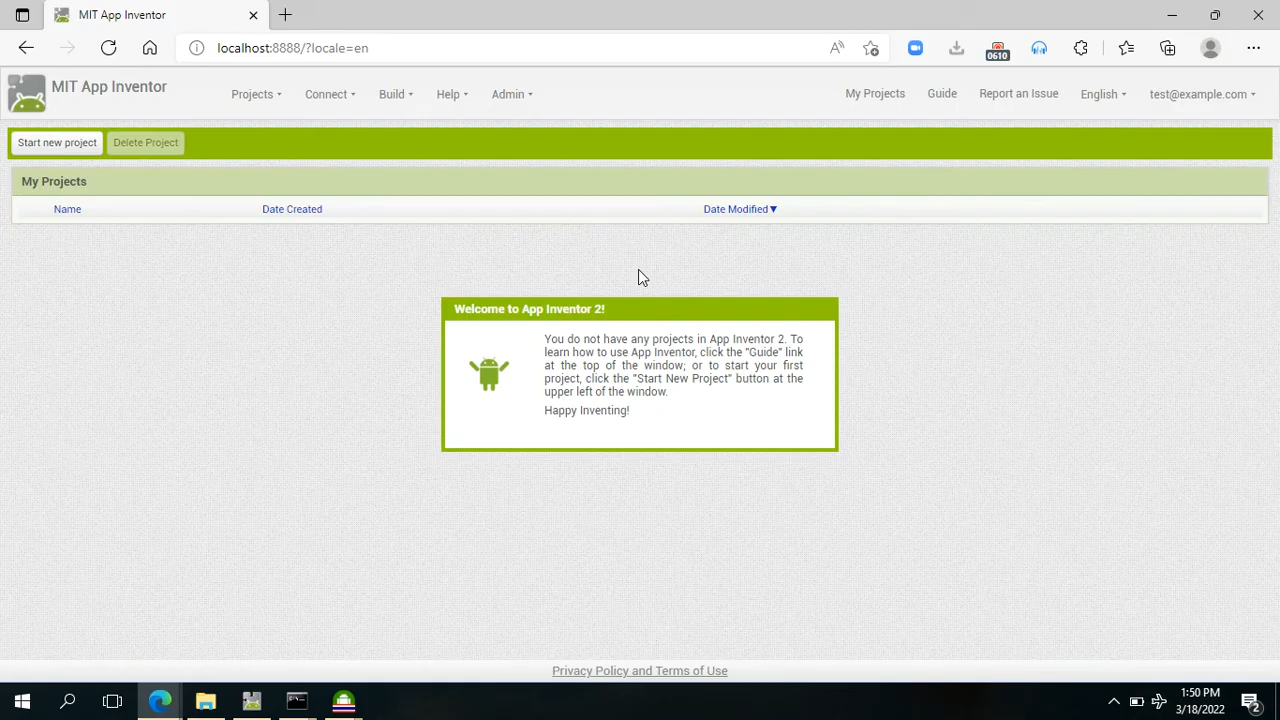 MIT App Inventor
localhost:8888/?locale=en
0610
MIT App Inventor
Projects
Connect
Build
Help
Admin
My Projects
Guide
Report an Issue
English
test@example.com
Start new project
Delete Project
My Projects
Name
Date Created
Date Modified▼
Welcome to App Inventor 2!
You do not have any projects in App Inventor 2. To
learn how to use App Inventor, click the "Guide" link
at the top of the window; or to start your first
project, click the "Start New Project" button at the
upper left of the window.
Happy Inventing!
Privacy Policy and Terms of Use
1:50 PM
3/18/2022
2